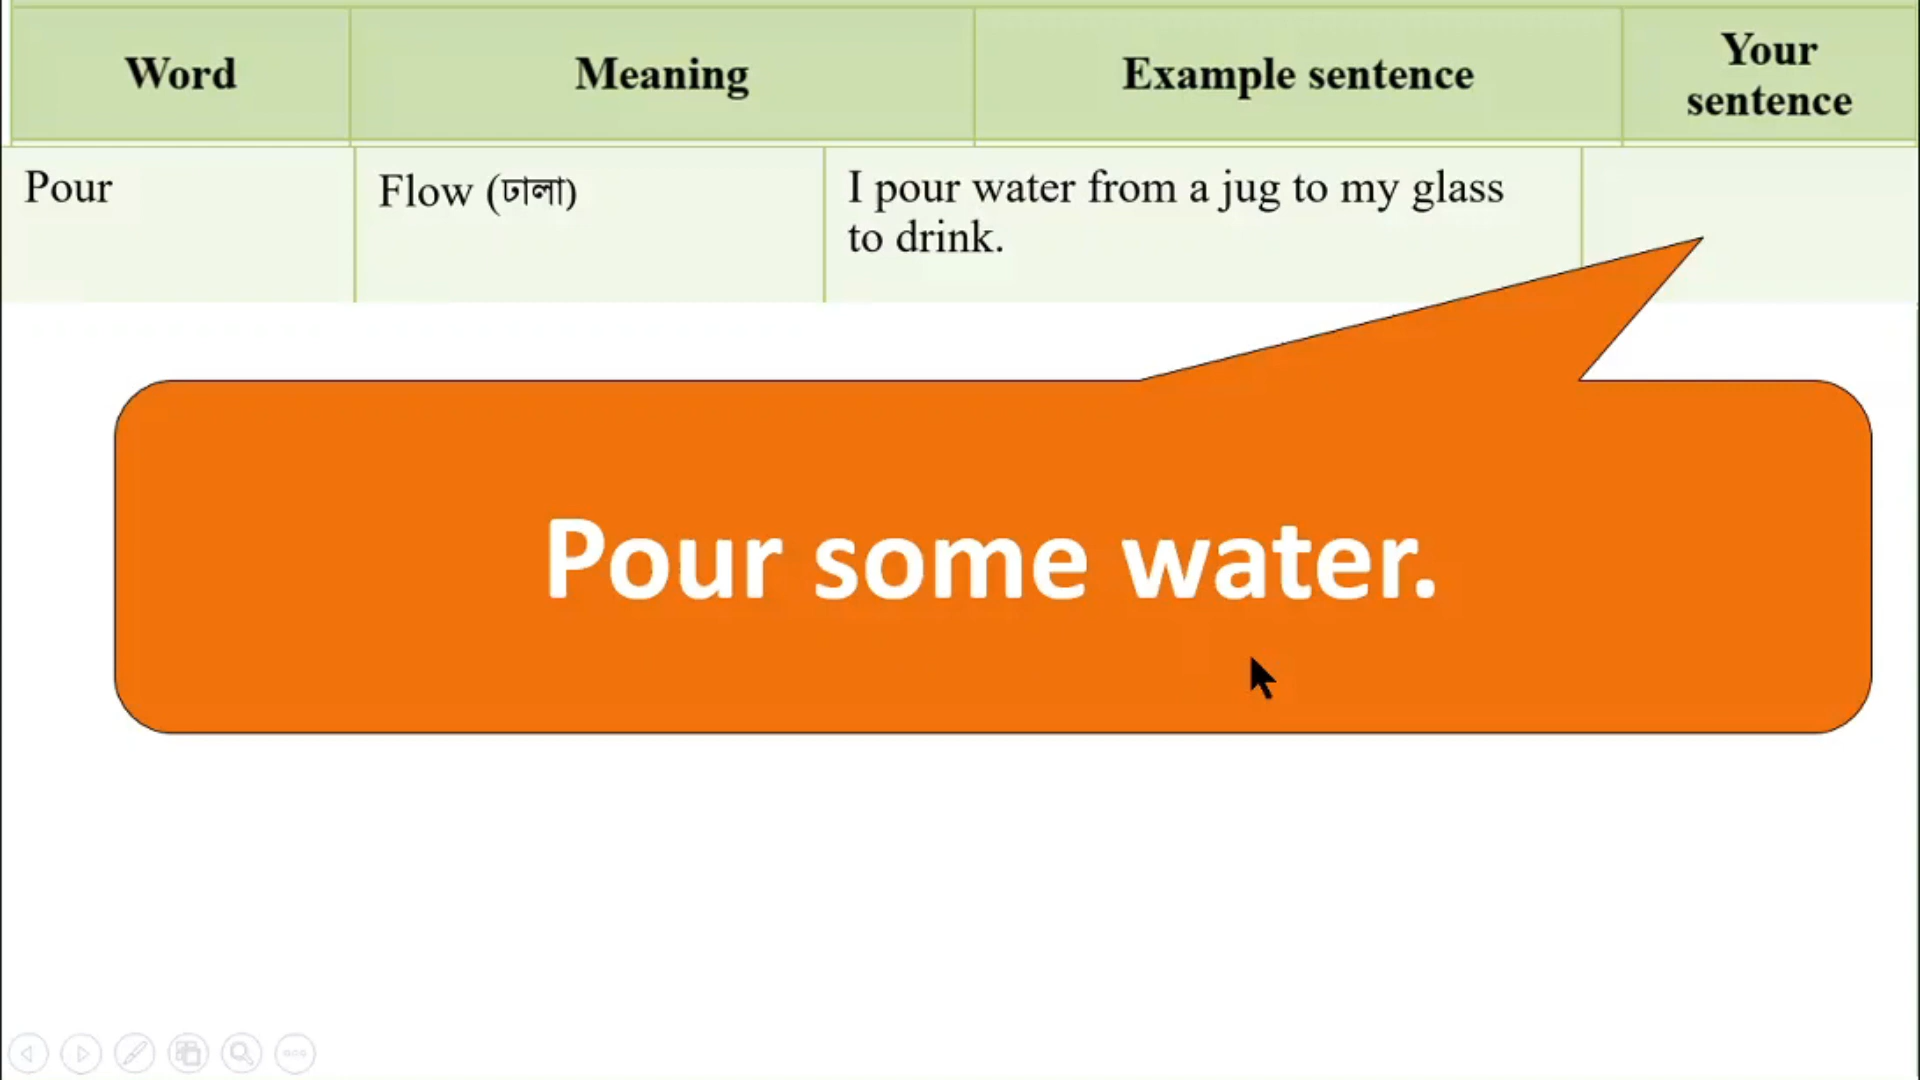 Word
Meaning
Example sentence
Your
sentence
Pour
Flow (ঢালা)
I pour water from a jug to my glass
to drink.
Pour some water.